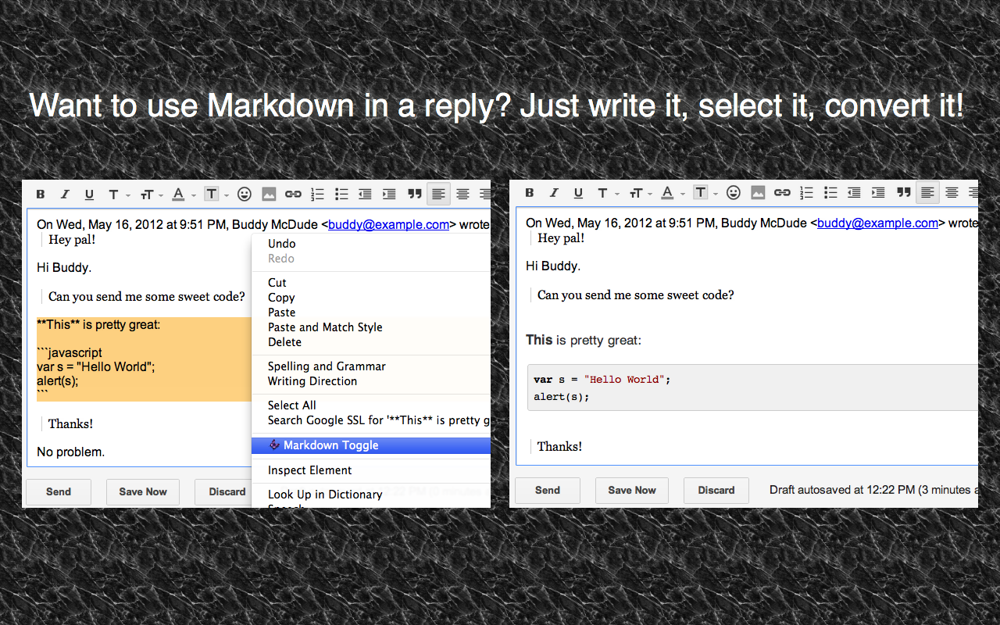 Want to use Markdown in a reply? Just write it, select it, convert it!
B I U T T A T
On Wed, May 16, 2012 at 9:51 PM, Buddy McDude <buddy@example.com> wrote
Hey pal!
Hi Buddy.
Can you send me some sweet code?
**This** is pretty great:
```javascript
var s = "Hello World";
alert(s);
```
Thanks!
No problem.
Send Save Now Discard
Undo
Redo
Cut
Copy
Paste
Paste and Match Style
Delete
Spelling and Grammar
Writing Direction
Select All
Search Google SSL for '**This** is pretty g
Markdown Toggle
Inspect Element
Look Up in Dictionary
Speech
B I U T T A T
On Wed, May 16, 2012 at 9:51 PM, Buddy McDude <buddy@example.com> wrote
Hey pal!
Hi Buddy.
Can you send me some sweet code?
This is pretty great:
var s = "Hello World";
alert(s);
Thanks!
Send Save Now Discard Draft autosaved at 12:22 PM (3 minutes a